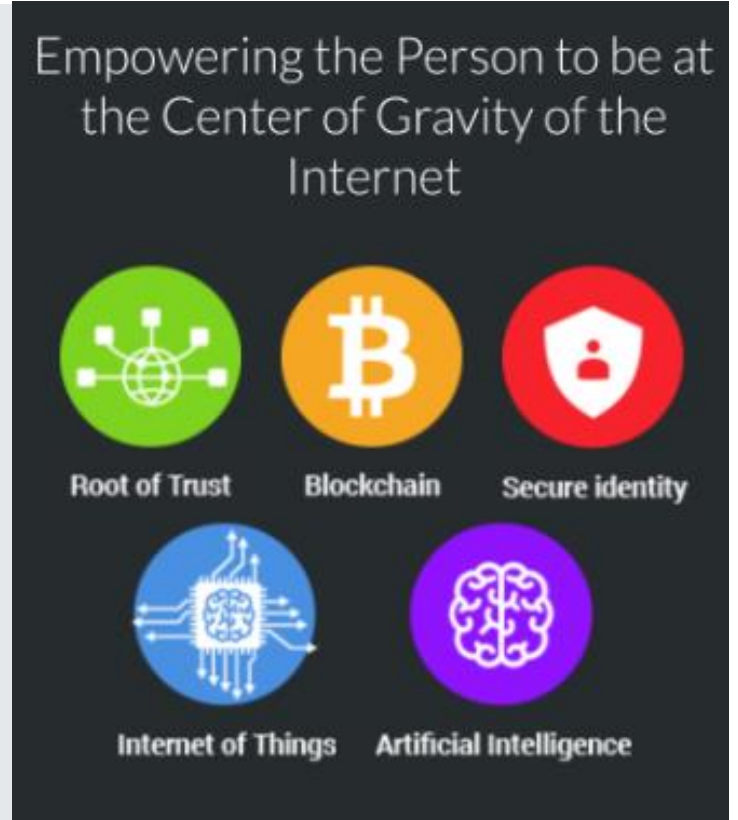 Empowering the Person to be at
the Center of Gravity of the
Internet
Root of Trust
Blockchain
Secure identity
Internet of Things
Artificial Intelligence